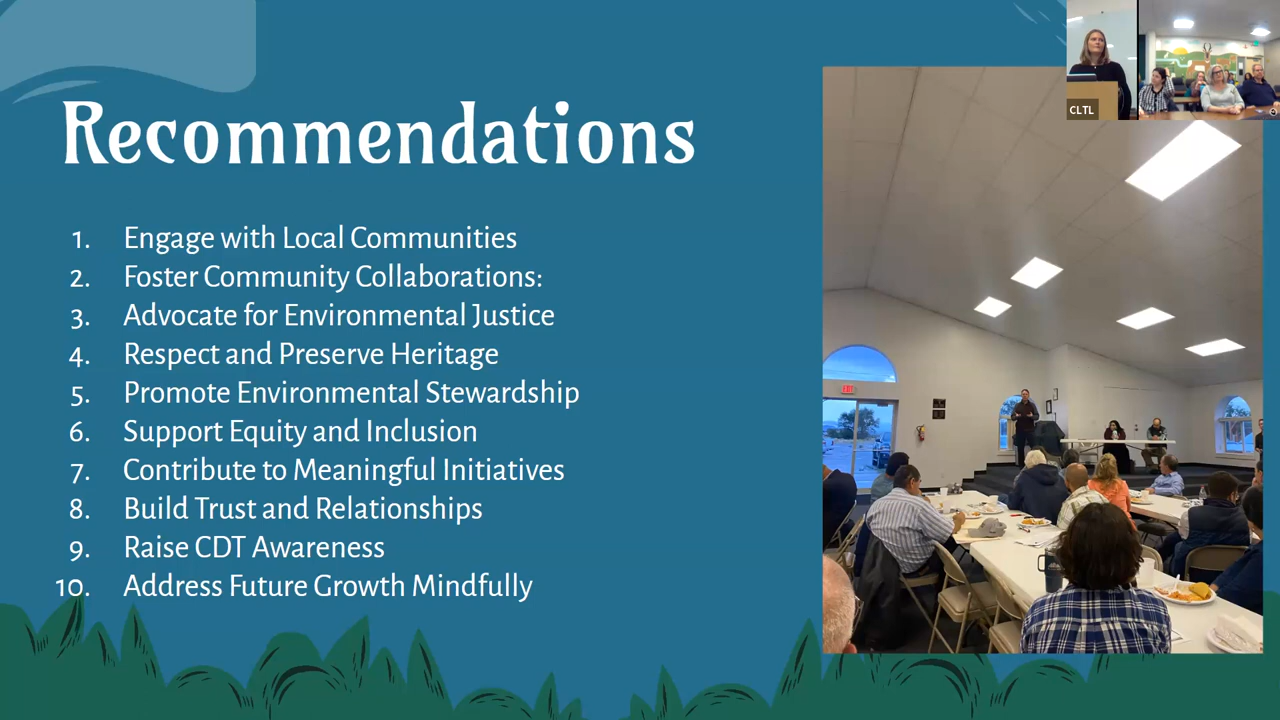 CLTL
Recommendations
1. Engage with Local Communities
2. Foster Community Collaborations:
3. Advocate for Environmental Justice
4. Respect and Preserve Heritage
5. Promote Environmental Stewardship
6. Support Equity and Inclusion
7. Contribute to Meaningful Initiatives
8. Build Trust and Relationships
9. Raise CDT Awareness
10. Address Future Growth Mindfully
EXIT